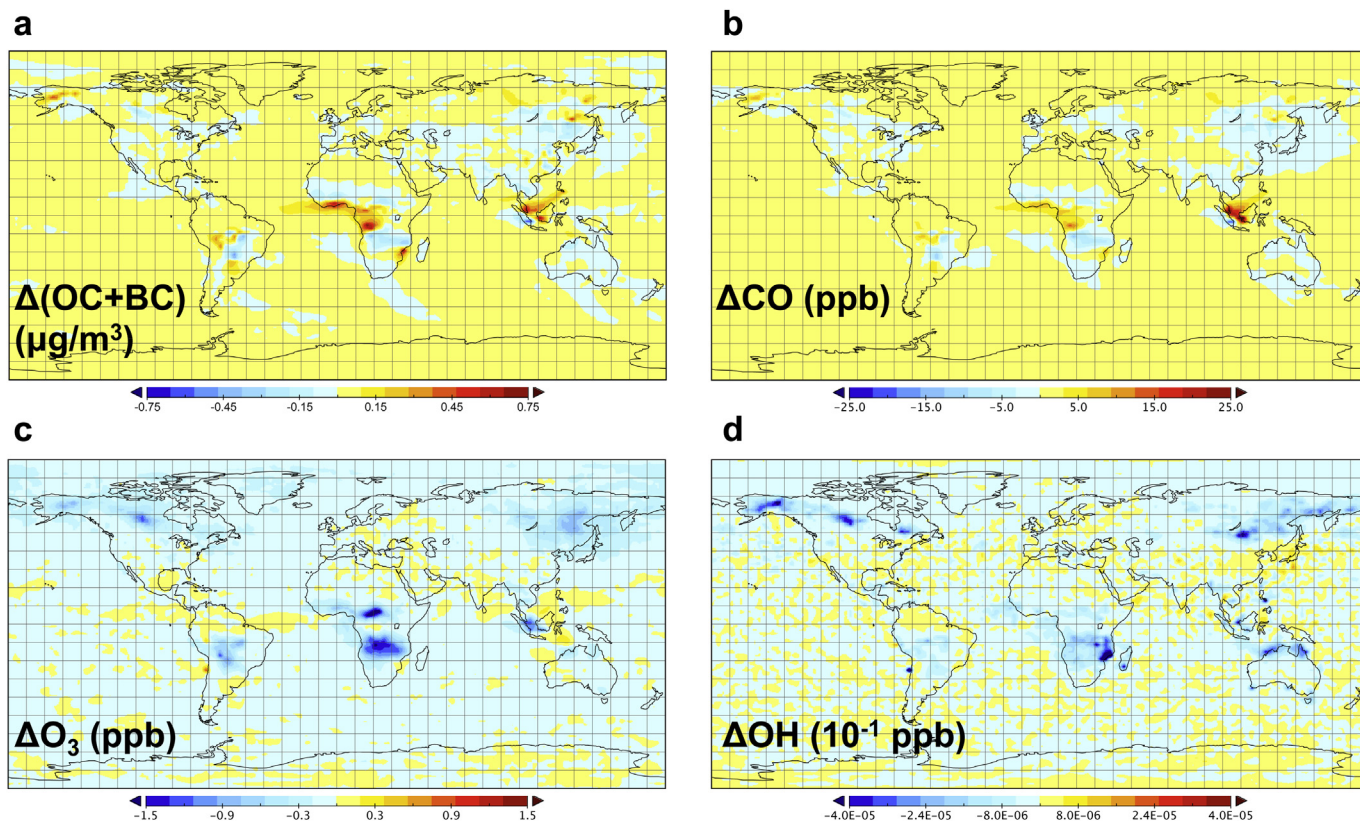 a
b
Δ(OC+BC)
(μg/m³)
ΔCO (ppb)
-0.75 -0.45 -0.15 0.15 0.45 0.75
-25.0 -15.0 -5.0 5.0 15.0 25.0
c
d
ΔO₃ (ppb)
ΔOH (10⁻¹ ppb)
-1.5 -0.9 -0.3 0.3 0.9 1.5
-4.0E-05 -2.4E-05 -8.0E-06 8.0E-06 2.4E-05 4.0E-05